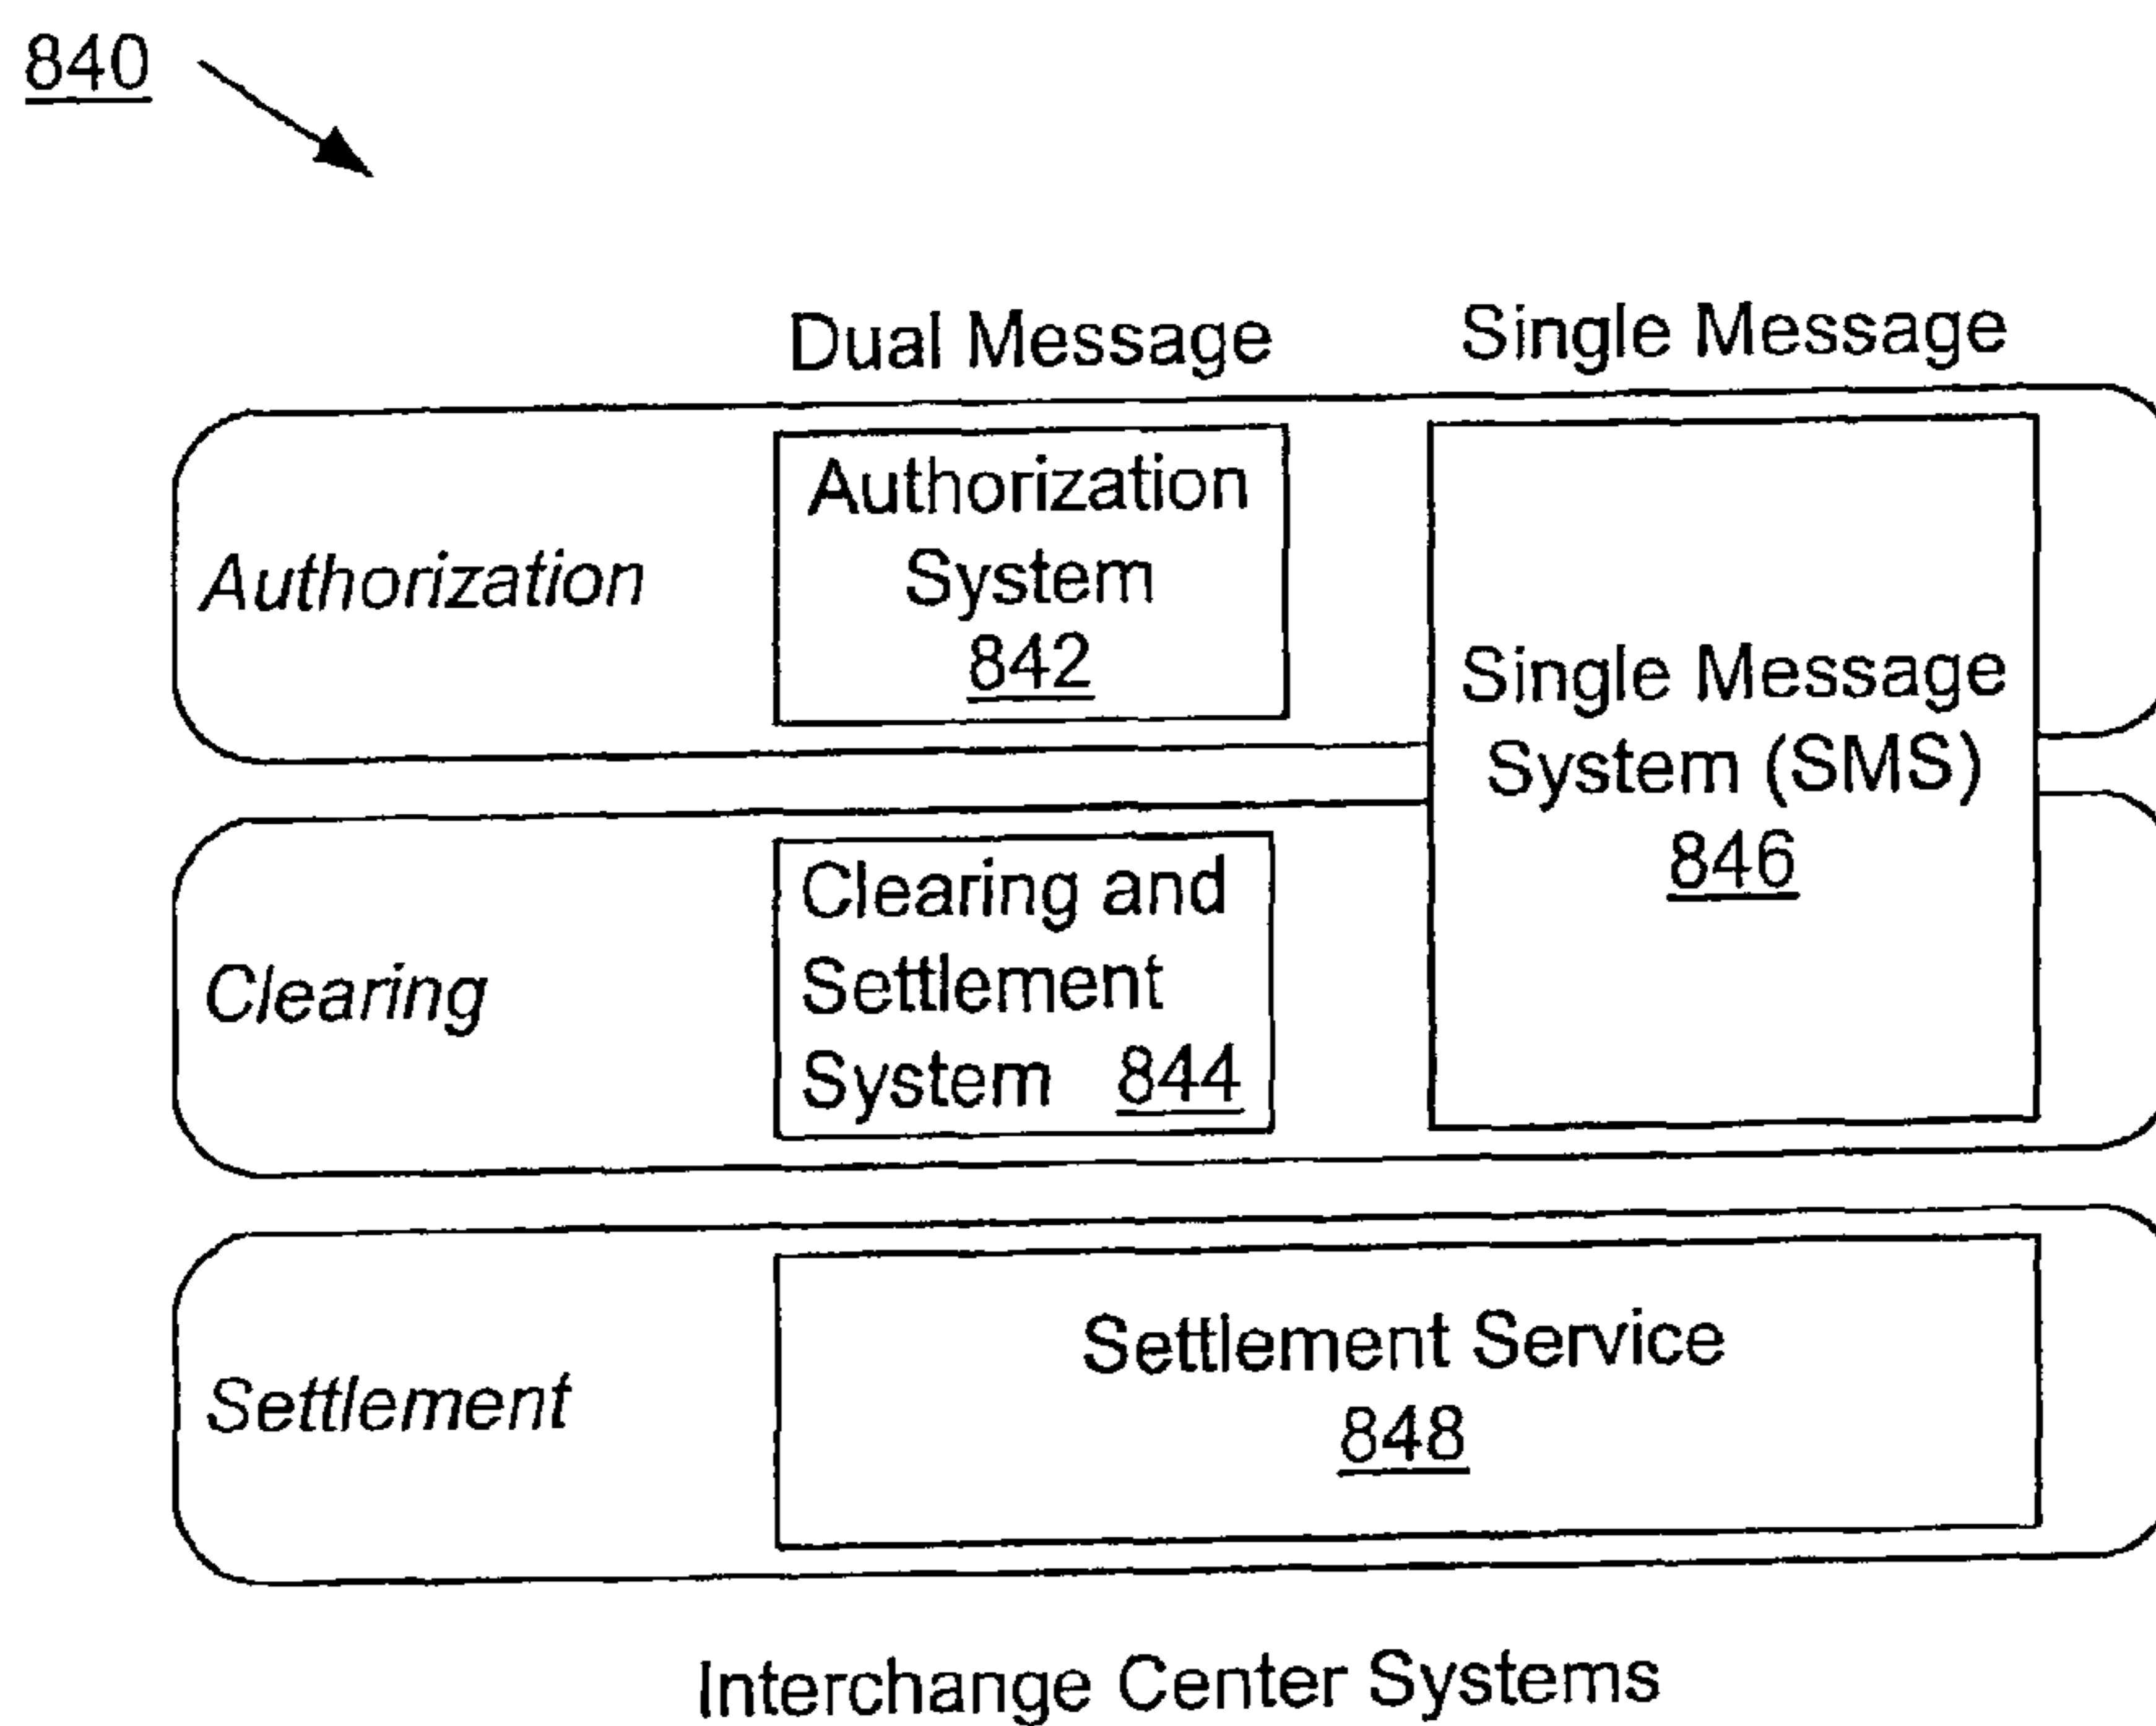 840
Dual Message
Single Message
Authorization
Authorization
System
842
Single Message
System (SMS)
846
Clearing
Clearing and
Settlement
System 844
Settlement
Settlement Service
848
Interchange Center Systems